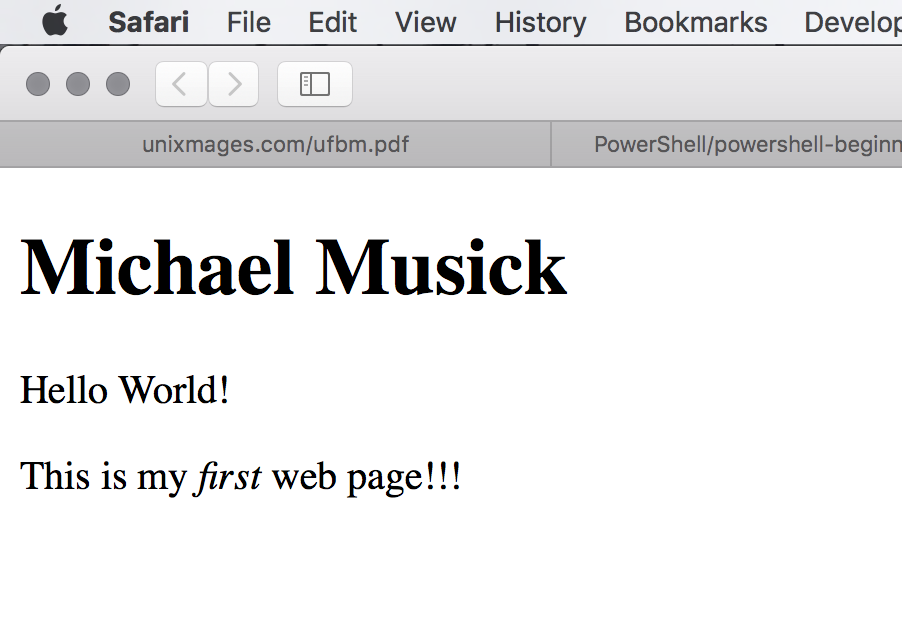 Safari File Edit View History Bookmarks Develop
unixmages.com/ufbm.pdf PowerShell/powershell-beginn
Michael Musick
Hello World!
This is my first web page!!!